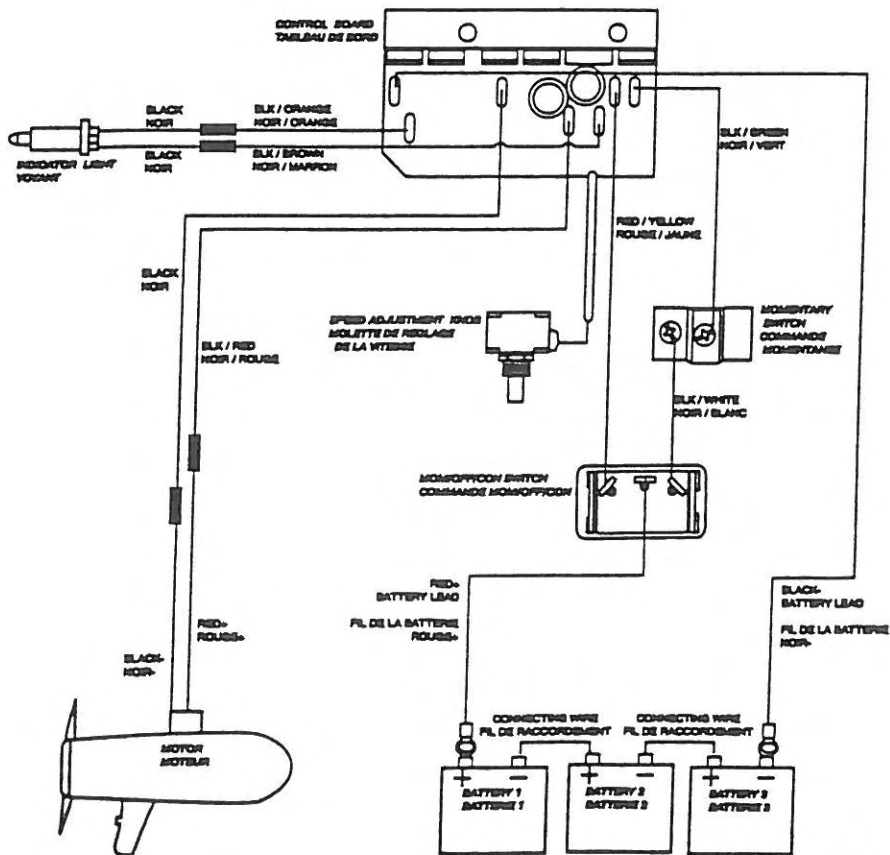 CONTROL BOARD
TABLEAU DE BORD
BLACK
NOIR
BLK / ORANGE
NOIR / ORANGE
BLACK
NOIR
BLK / BROWN
NOIR / MARRON
INDICATOR LIGHT
VOYANT
BLK / GREEN
NOIR / VERT
RED / YELLOW
ROUGE / JAUNE
BLACK
NOIR
SPEED ADJUSTMENT KNOB
MOLETTE DE REGLAGE
DE LA VITESSE
MOMENTARY
SWITCH
COMMANDE
MOMENTANEE
BLK / RED
NOIR / ROUGE
BLK / WHITE
NOIR / BLANC
MOM/OFF/CON SWITCH
COMMANDE MOM/OFF/CON
RED+
BATTERY LEAD
FIL DE LA BATTERIE
ROUGE+
BLACK-
BATTERY LEAD
FIL DE LA BATTERIE
NOIR-
RED+
ROUGE+
BLACK-
NOIR-
CONNECTING WIRE
FIL DE RACCORDEMENT
CONNECTING WIRE
FIL DE RACCORDEMENT
MOTOR
MOTEUR
+ −
BATTERY 1
BATTERIE 1
+ −
BATTERY 2
BATTERIE 2
+ −
BATTERY 3
BATTERIE 3